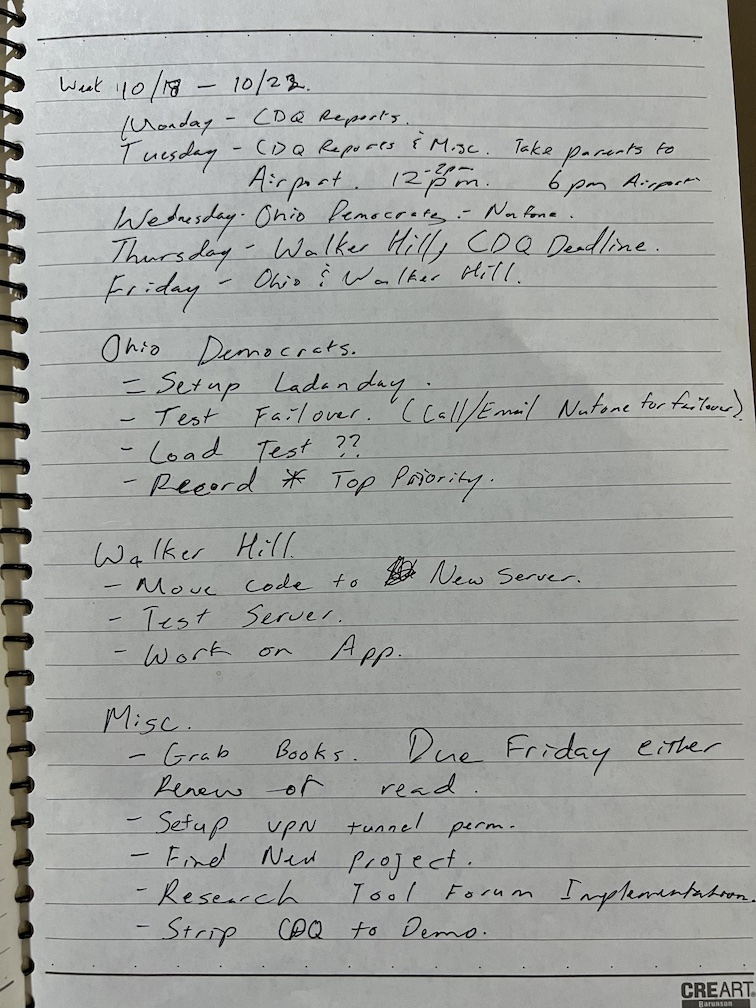 Week 10/18 – 10/22.
Monday – CDQ Reports.
Tuesday – CDQ Reports & Misc. Take parents to
Airport. 12 -2pm pm. 6pm Airport
Wednesday - Ohio Democrats - Nufone.
Thursday – Walker Hill, CDQ Deadline.
Friday – Ohio & Walker Hill.
Ohio Democrats.
– Setup
– Test Failover. (Call/Email Nufone for failover).
– Load Test ??
– Record * Top Priority.
Walker Hill
– Move code to New Server.
– Test Server.
– Work on App.
Misc.
– Grab Books. Due Friday either
Renew or read.
– Setup VPN tunnel perm.
– Find New project.
– Research Tool Forum Implementation.
– Strip CDQ to Demo.
CREART
Barunson